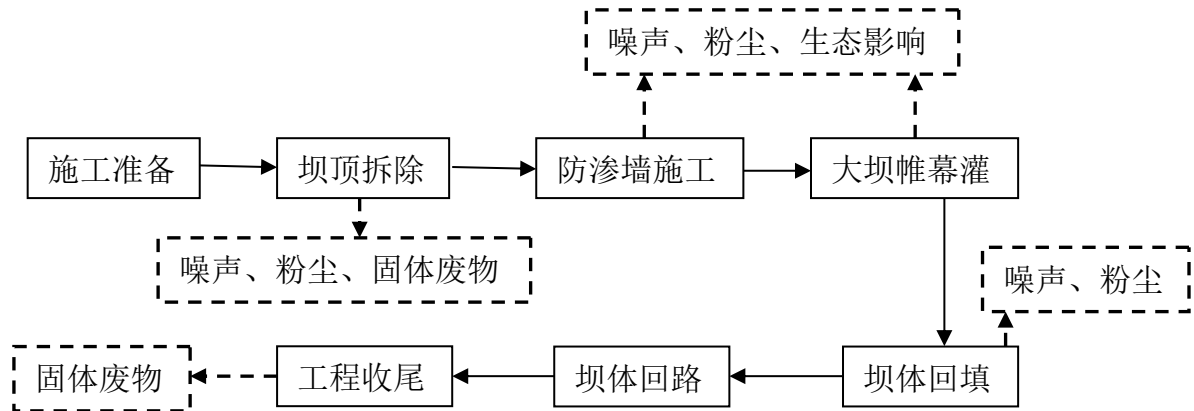 噪声、粉尘、生态影响
施工准备
坝顶拆除
防渗墙施工
大坝帷幕灌
噪声、粉尘、固体废物
噪声、粉尘
固体废物
工程收尾
坝体回路
坝体回填